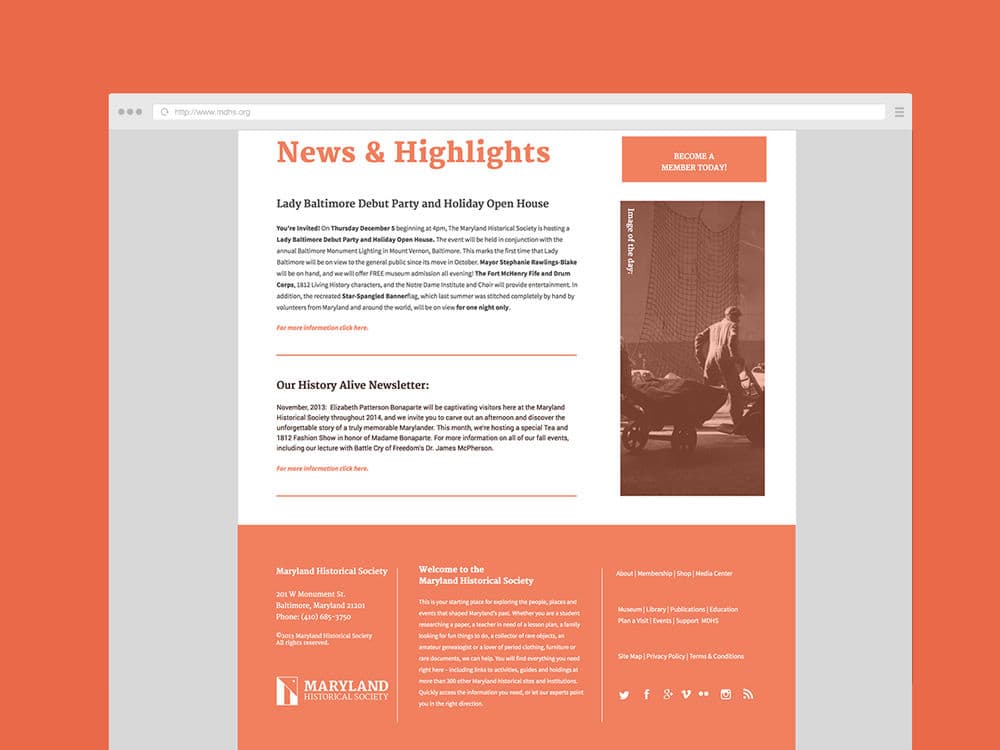 http://www.mdhs.org
News & Highlights
BECOME A
MEMBER TODAY!
Lady Baltimore Debut Party and Holiday Open House
You're Invited! On Thursday December 5 beginning at 4pm, The Maryland Historical Society is hosting a
Lady Baltimore Debut Party and Holiday Open House. The event will be held in conjunction with the
annual Baltimore Monument Lighting in Mount Vernon, Baltimore. This marks the first time that Lady
Baltimore will be on view to the general public since its move in October. Mayor Stephanie Rawlings-Blake
will be on hand, and we will offer FREE museum admission all evening! The Fort McHenry Fife and Drum
Corps, 1812 Living History characters, and the Notre Dame Institute and Choir will provide entertainment. In
addition, the recreated Star-Spangled Bannerflag, which last summer was stitched completely by hand by
volunteers from Maryland and around the world, will be on view for one night only.
For more information click here.
Image of the day:
Our History Alive Newsletter:
November, 2013: Elizabeth Patterson Bonaparte will be captivating visitors here at the Maryland
Historical Society throughout 2014, and we invite you to carve out an afternoon and discover the
unforgettable story of a truly memorable Marylander. This month, we're hosting a special Tea and
1812 Fashion Show in honor of Madame Bonaparte. For more information on all of our fall events,
including our lecture with Battle Cry of Freedom's Dr. James McPherson.
For more information click here.
Maryland Historical Society
201 W Monument St.
Baltimore, Maryland 21201
Phone: (410) 685-3750
©2013 Maryland Historical Society
All rights reserved.
MARYLAND
HISTORICAL SOCIETY
Welcome to the
Maryland Historical Society
This is your starting place for exploring the people, places and
events that shaped Maryland's past. Whether you are a student
researching a paper, a teacher in need of a lesson plan, a family
looking for fun things to do, a collector of rare objects, an
amateur genealogist or a lover of period clothing, furniture or
rare documents, we can help. You will find everything you need
right here – including links to activities, guides and holdings at
more than 300 other Maryland historical sites and institutions.
Quickly access the information you need, or let our experts point
you in the right direction.
About | Membership | Shop | Media Center
Museum | Library | Publications | Education
Plan a Visit | Events | Support MDHS
Site Map | Privacy Policy | Terms & Conditions